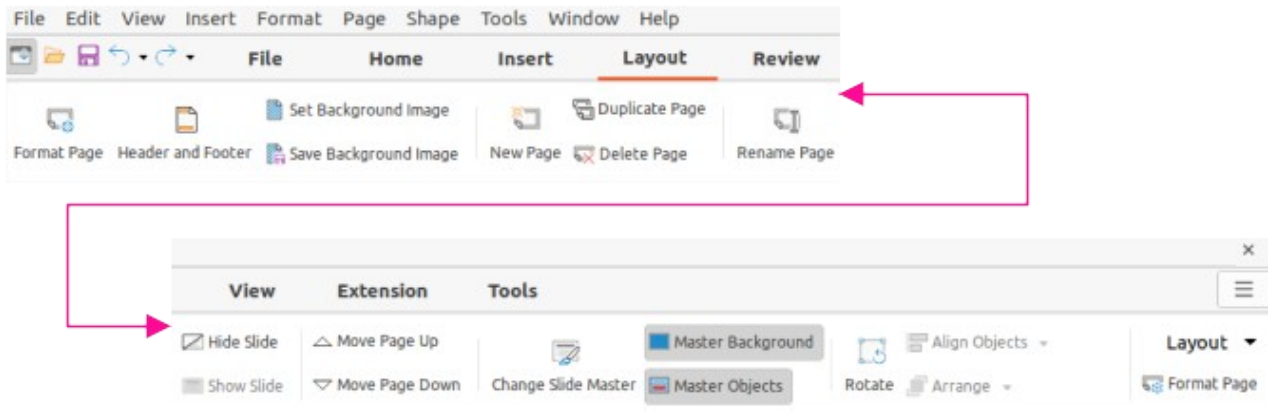 File Edit View Insert Format Page Shape Tools Window Help
File Home Insert Layout Review
Set Background Image Duplicate Page
Format Page Header and Footer Save Background Image New Page Delete Page Rename Page
View Extension Tools
Hide Slide Move Page Up Master Background Align Objects Layout
Show Slide Move Page Down Change Slide Master Master Objects Rotate Arrange Format Page